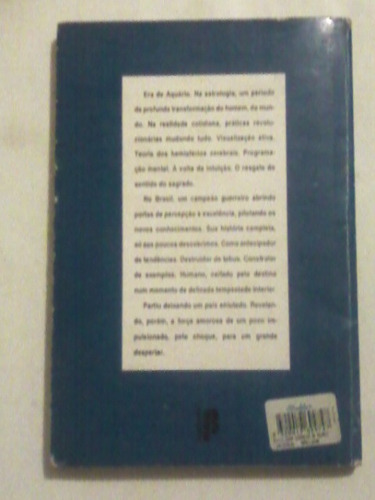 Era de Aquário. Na astrologia, um período
de profunda transformação do homem, do mun-
do. Na realidade cotidiana, práticas revolu-
cionárias mudando tudo. Visualização ativa.
Teoria dos hemisférios cerebrais. Programa-
ção mental. A volta da intuição. O resgate do
sentido do sagrado.
No Brasil, um campeão guerreiro abrindo
portas da percepção à excelência, pilotando os
novos conhecimentos. Sua história completa,
só aos poucos descobrimos. Como antecipador
de tendências. Destruidor de tabus. Construtor
de exemplos. Humano, ceifado pelo destino
num momento de delicada tempestade interior.
Partiu deixando um país enlutado. Revelan-
do, porém, a força amorosa de um povo im-
pulsionado, pelo choque, para um grande
despertar.